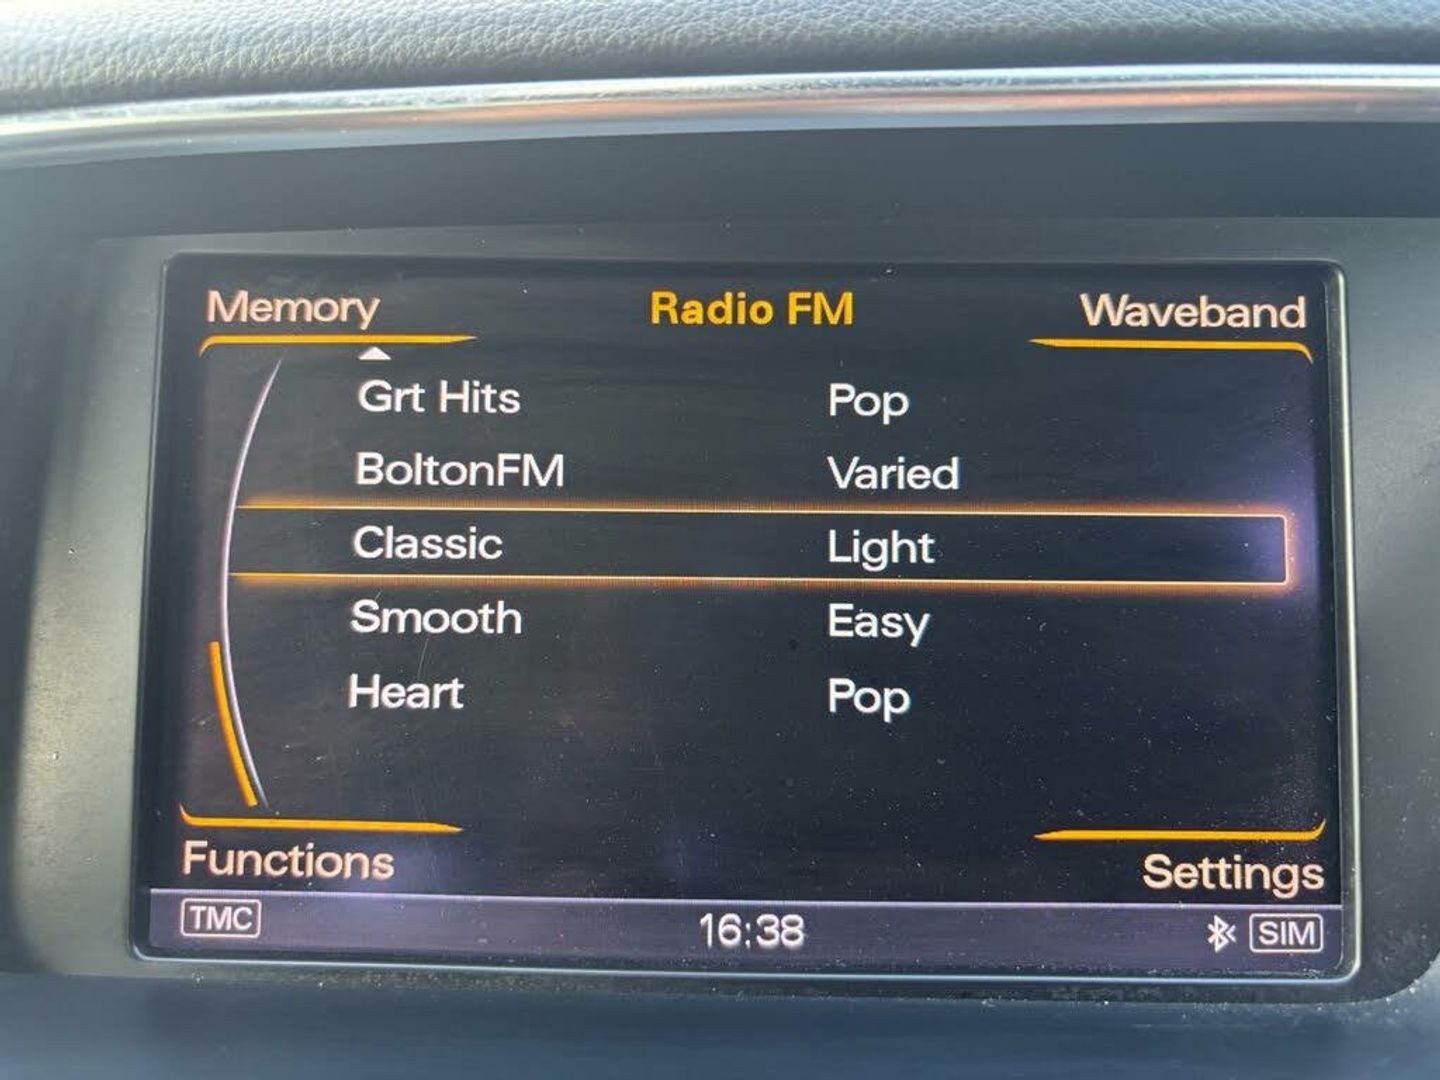 Memory Radio FM Waveband
Grt Hits Pop
BoltonFM Varied
Classic Light
Smooth Easy
Heart Pop
Functions Settings
TMC 16:38 SIM